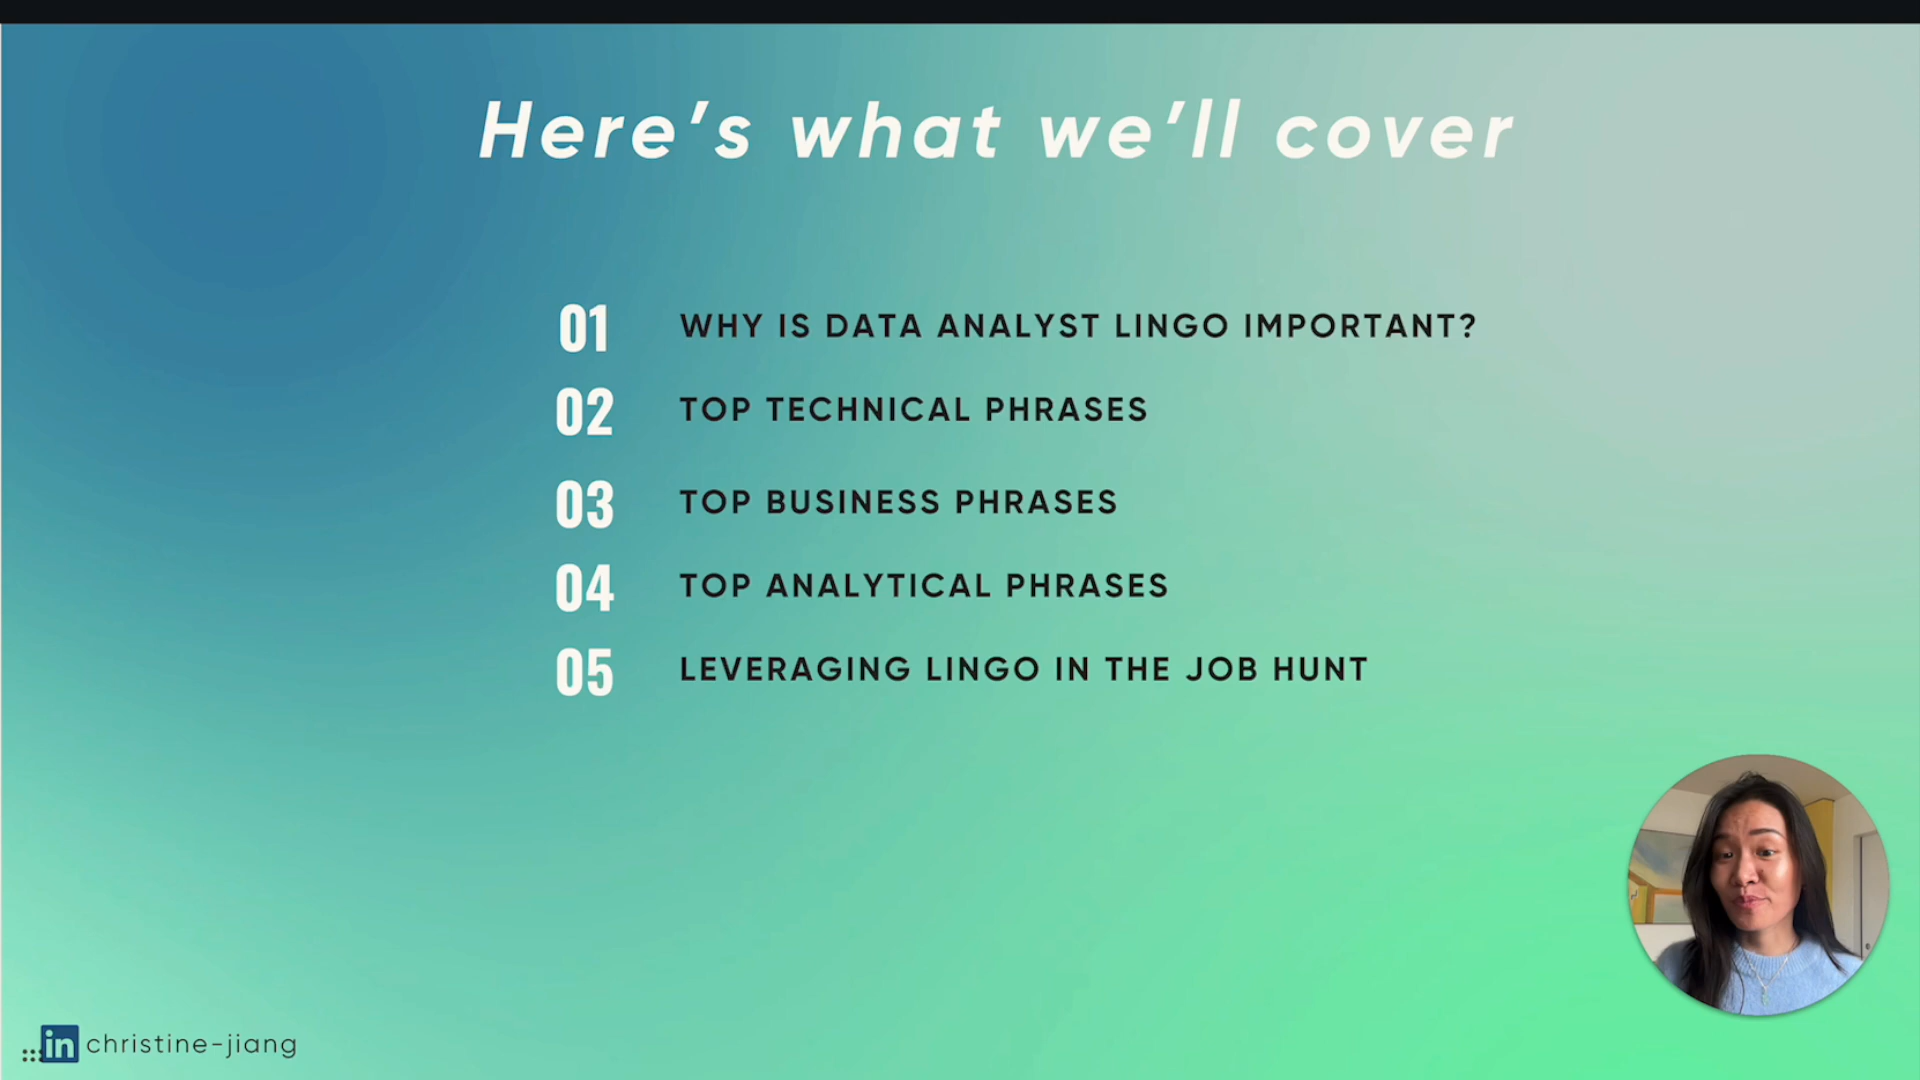 Here’s what we’ll cover
01 WHY IS DATA ANALYST LINGO IMPORTANT?
02 TOP TECHNICAL PHRASES
03 TOP BUSINESS PHRASES
04 TOP ANALYTICAL PHRASES
05 LEVERAGING LINGO IN THE JOB HUNT
in christine-jiang